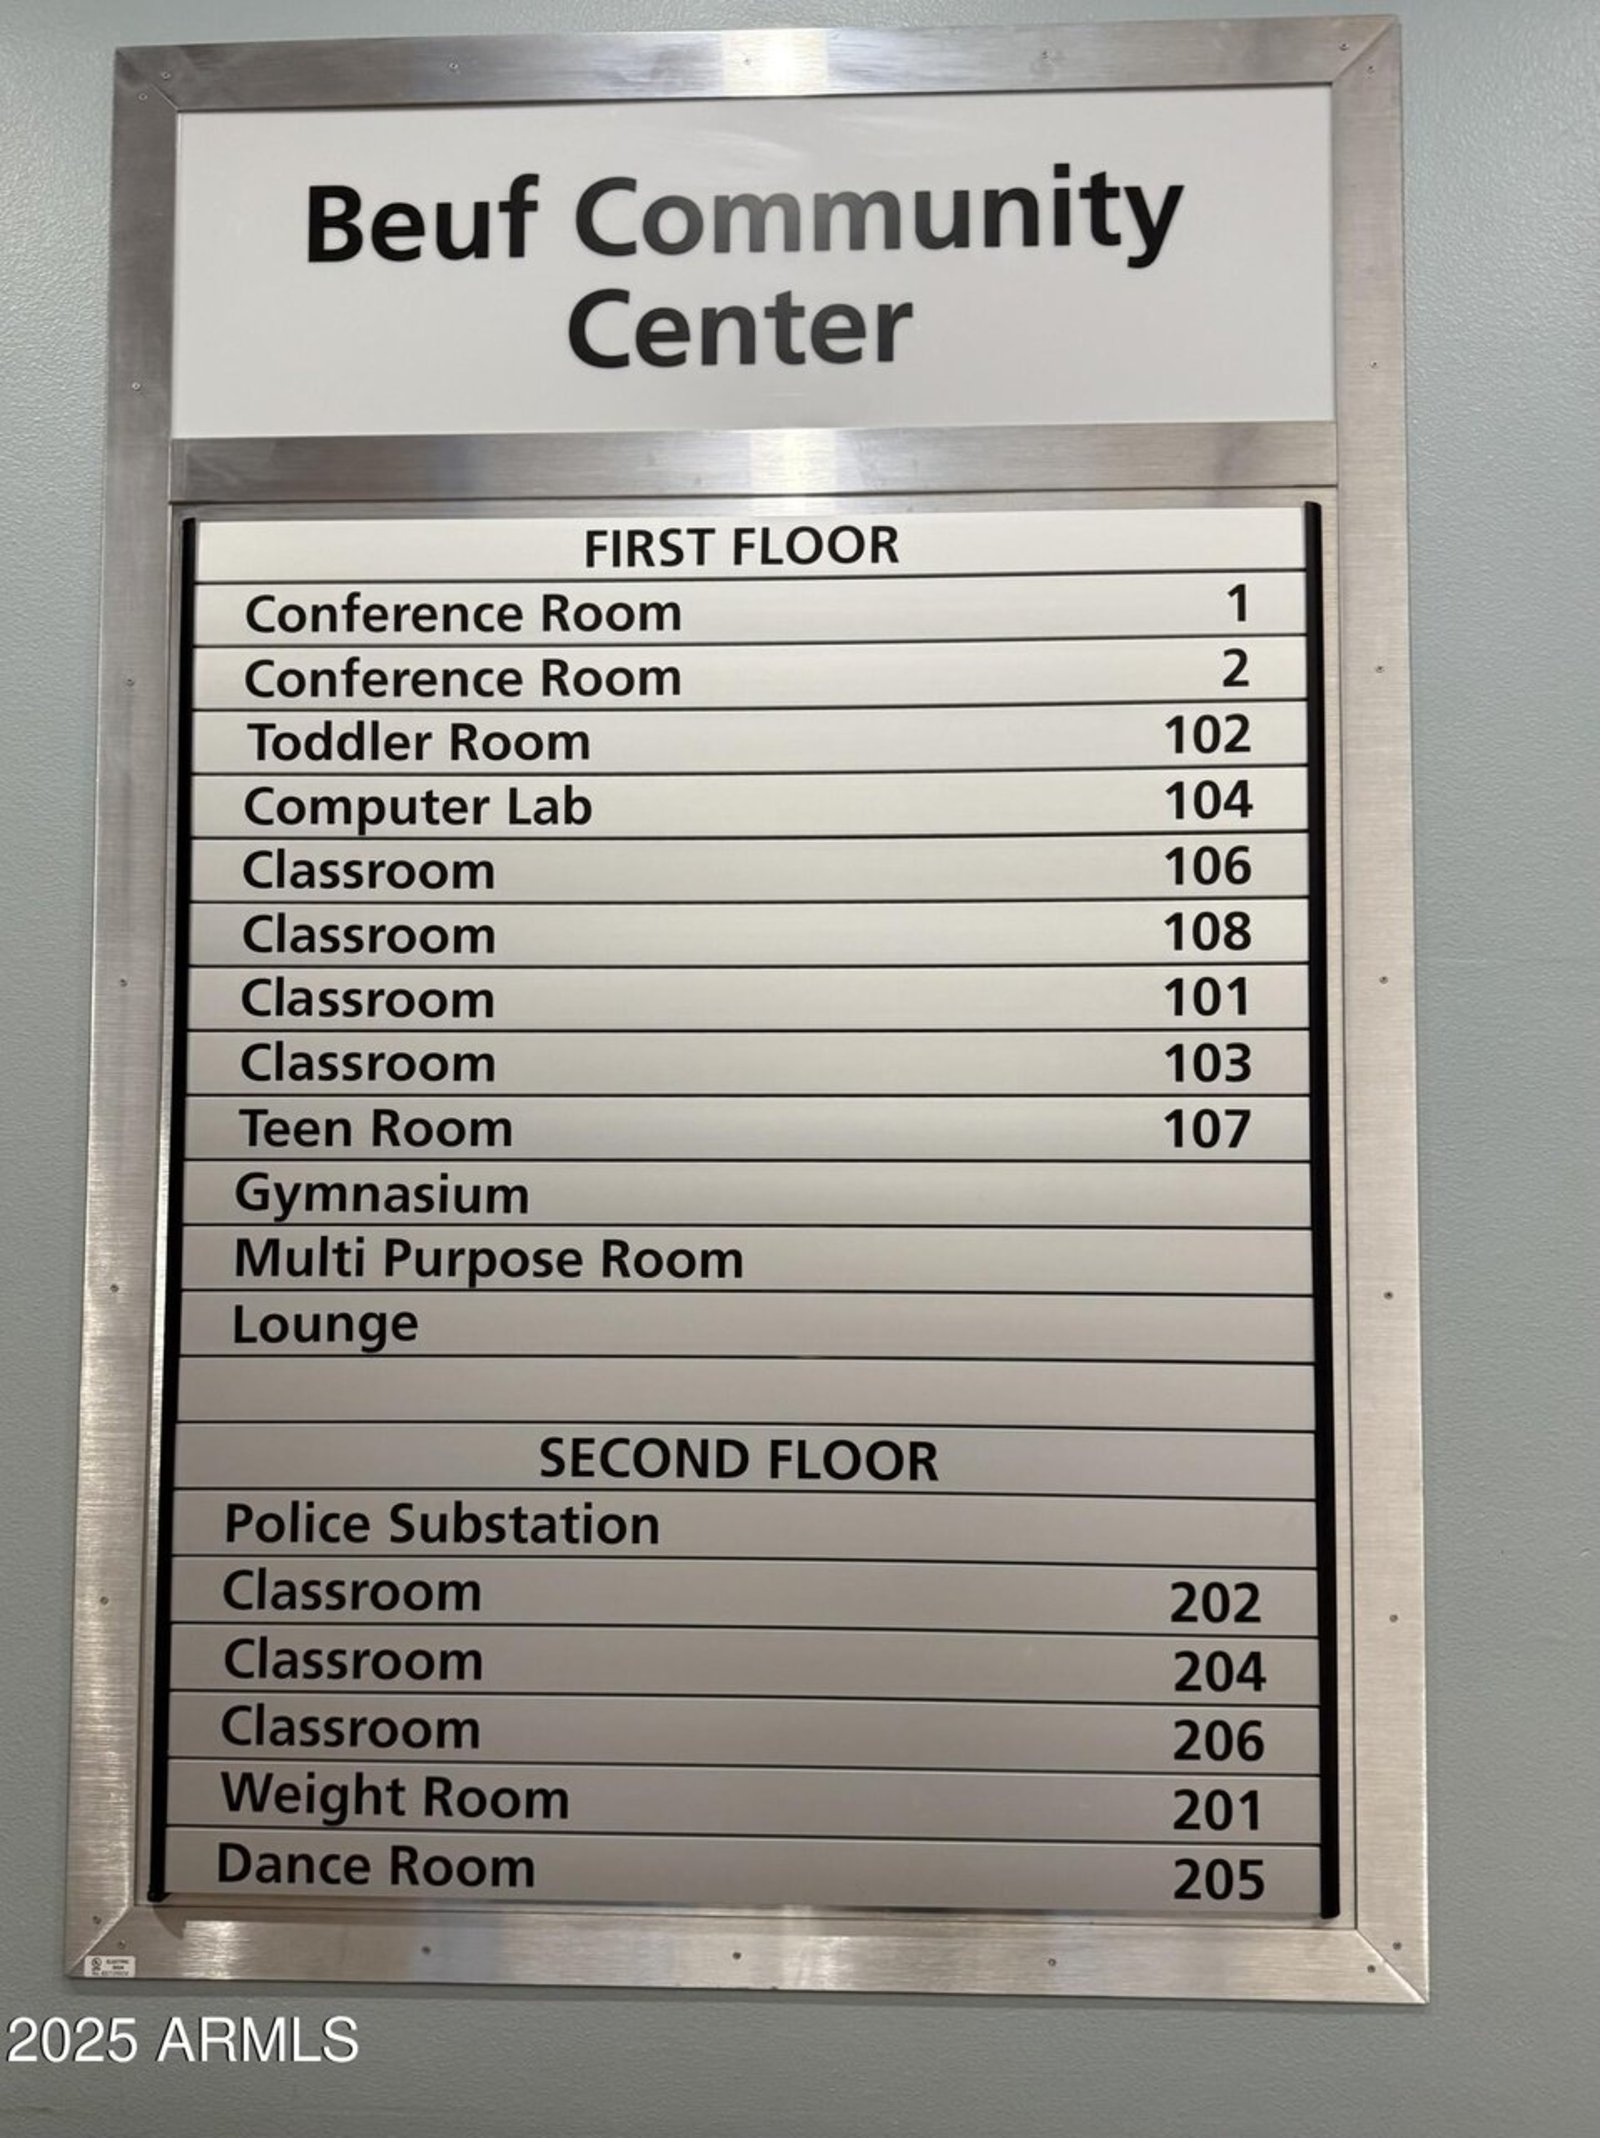 Beuf Community
Center
FIRST FLOOR
Conference Room 1
Conference Room 2
Toddler Room 102
Computer Lab 104
Classroom 106
Classroom 108
Classroom 101
Classroom 103
Teen Room 107
Gymnasium
Multi Purpose Room
Lounge
SECOND FLOOR
Police Substation
Classroom 202
Classroom 204
Classroom 206
Weight Room 201
Dance Room 205
2025 ARMLS